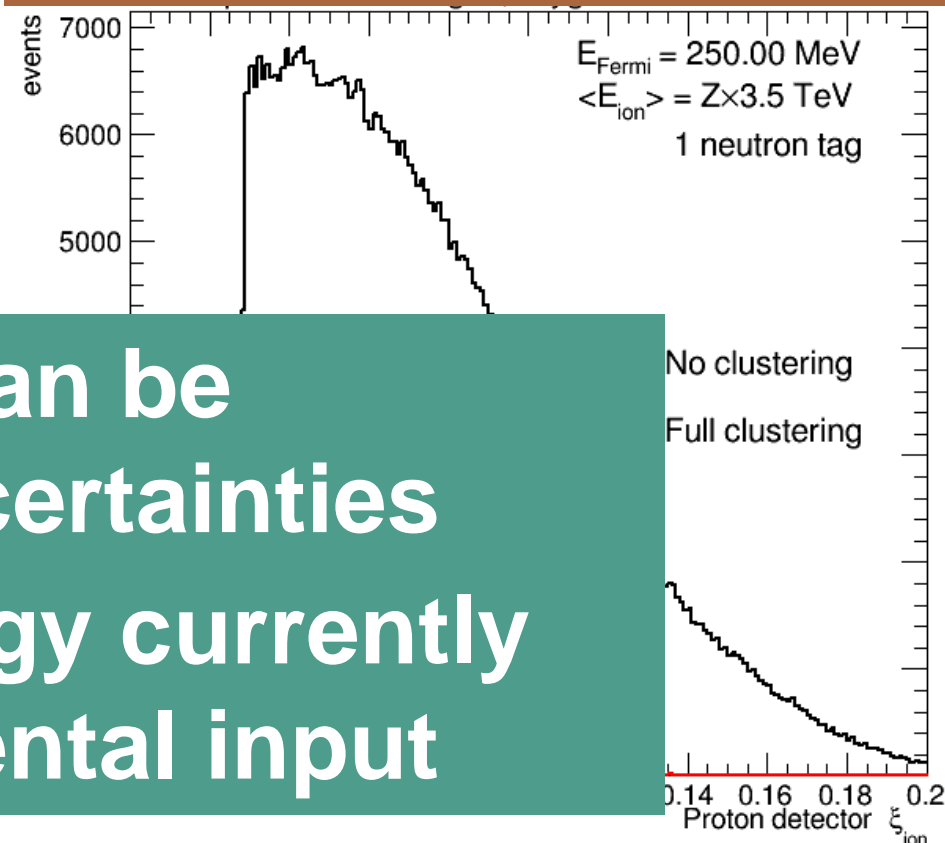 events
7000
6000
5000
E_Fermi = 250.00 MeV
<E_ion> = Z×3.5 TeV
1 neutron tag
No clustering
Full clustering
an be
certainties
gy currently
ental input
0.14 0.16 0.18 0.2
Proton detector ξ_ion